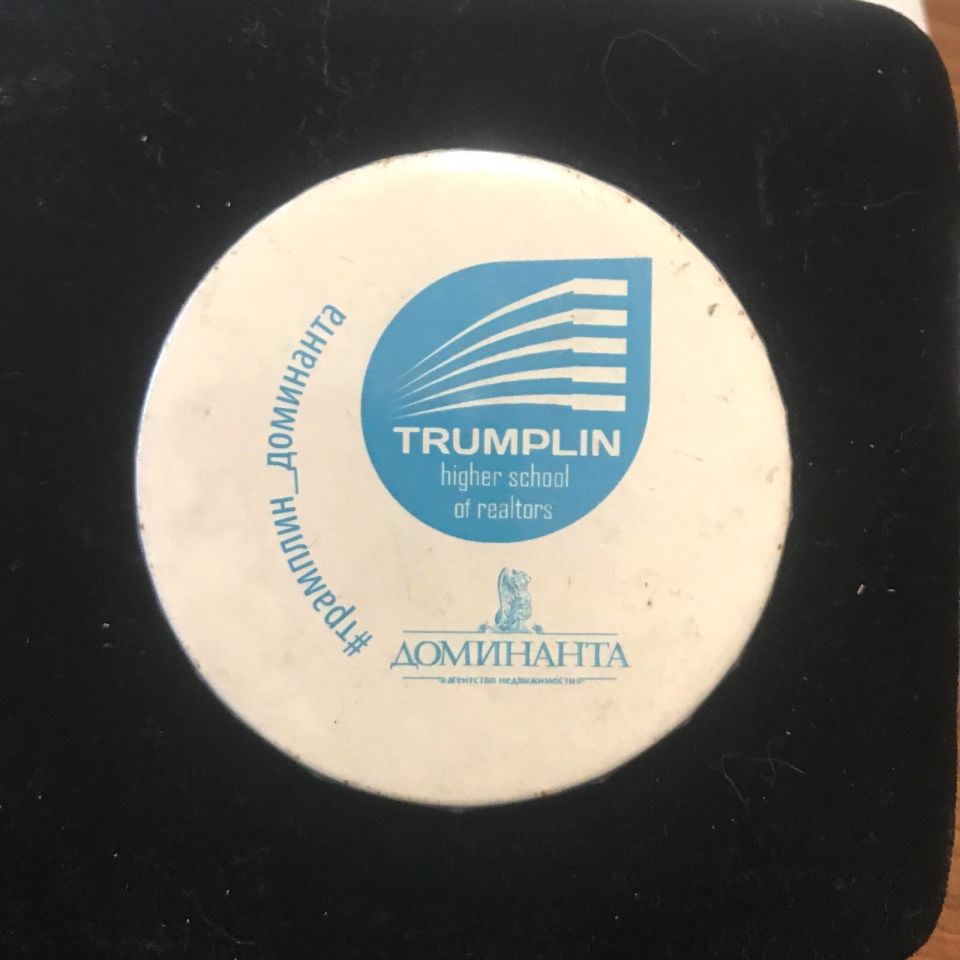 #трамплин_доминанта
TRUMPLIN
higher school
of realtors
ДОМИНАНТА
агентство недвижимости